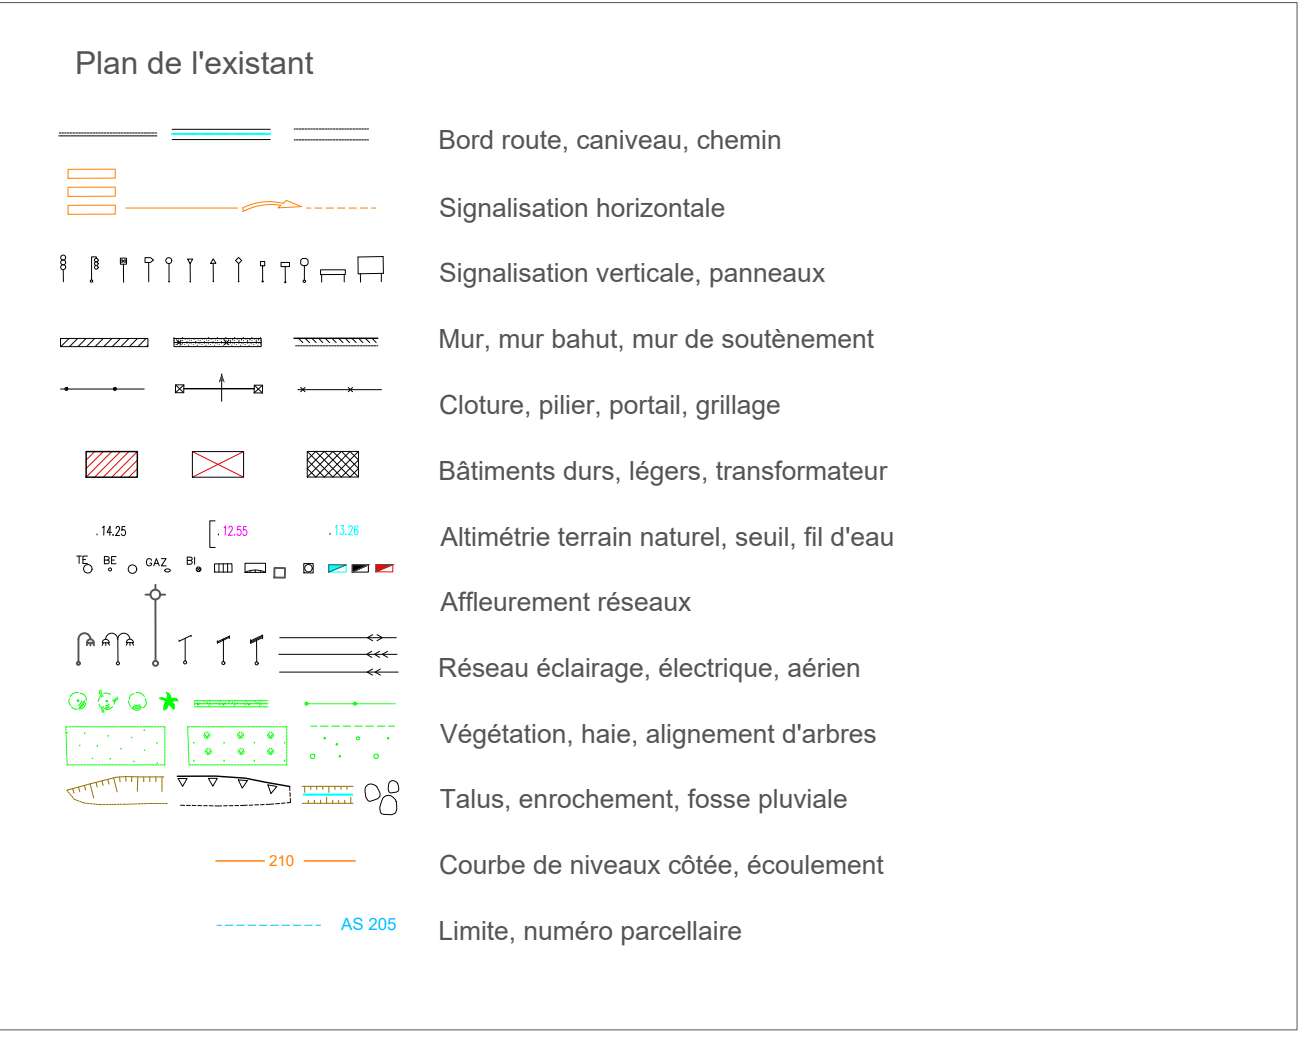 Plan de l'existant
Bord route, caniveau, chemin
Signalisation horizontale
Signalisation verticale, panneaux
Mur, mur bahut, mur de soutènement
Cloture, pilier, portail, grillage
Bâtiments durs, légers, transformateur
. 14.25 . 12.55 . 13.26 Altimétrie terrain naturel, seuil, fil d'eau
TE BE GAZ BI
Affleurement réseaux
Réseau éclairage, électrique, aérien
Végétation, haie, alignement d'arbres
Talus, enrochement, fosse pluviale
210 Courbe de niveaux côtée, écoulement
AS 205 Limite, numéro parcellaire